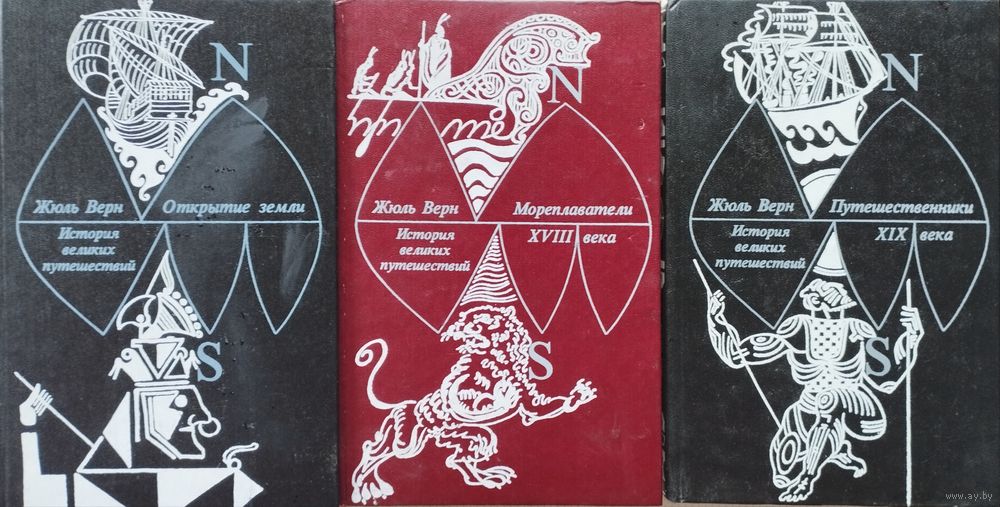 N
Жюль Верн
Открытие земли
История
великих
путешествий
S
N
Жюль Верн
Мореплаватели
История
великих
путешествий
XVIII века
S
N
Жюль Верн
Путешественники
История
великих
путешествий
XIX века
S
www.ay.by